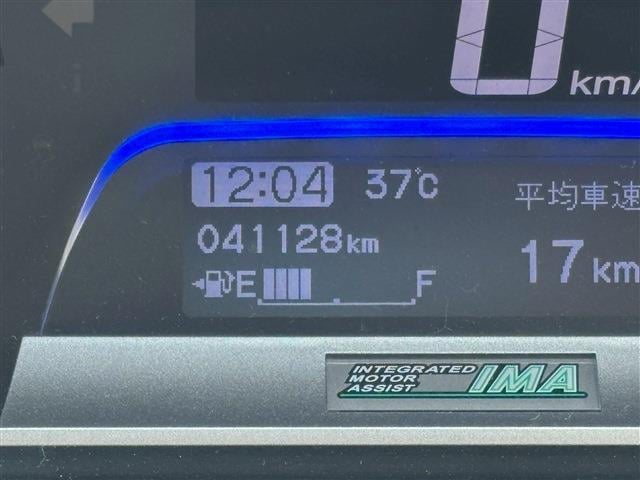 0 km/
12:04 37℃ 平均車速
041128km
17 km
E F
INTEGRATED
MOTOR
ASSIST IMA